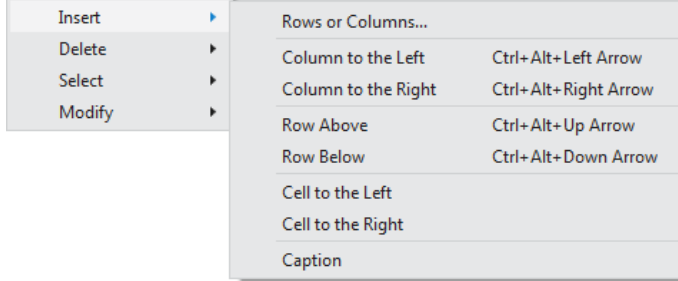 Insert
Delete
Select
Modify
Rows or Columns...
Column to the Left Ctrl+Alt+Left Arrow
Column to the Right Ctrl+Alt+Right Arrow
Row Above Ctrl+Alt+Up Arrow
Row Below Ctrl+Alt+Down Arrow
Cell to the Left
Cell to the Right
Caption